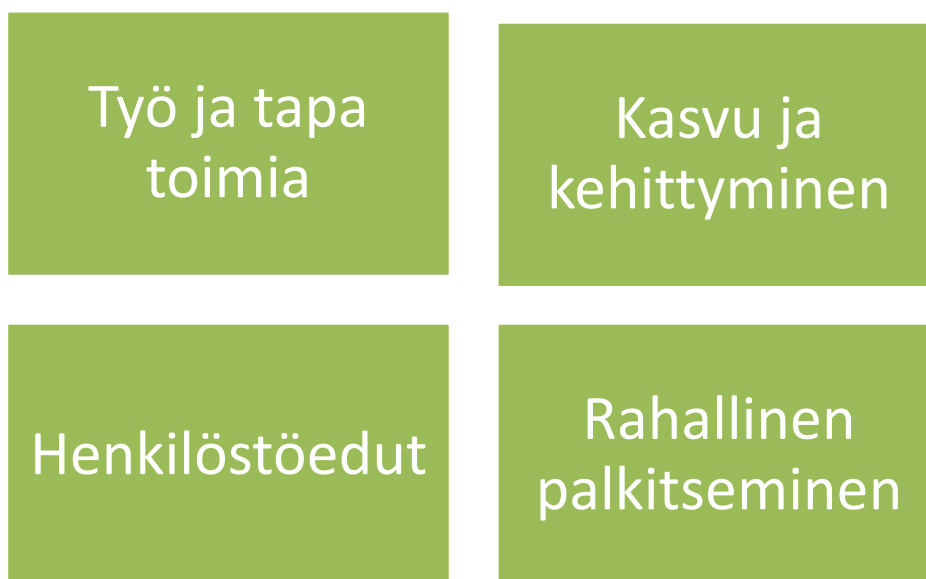 Työ ja tapa
toimia
Kasvu ja
kehittyminen
Henkilöstöedut
Rahallinen
palkitseminen